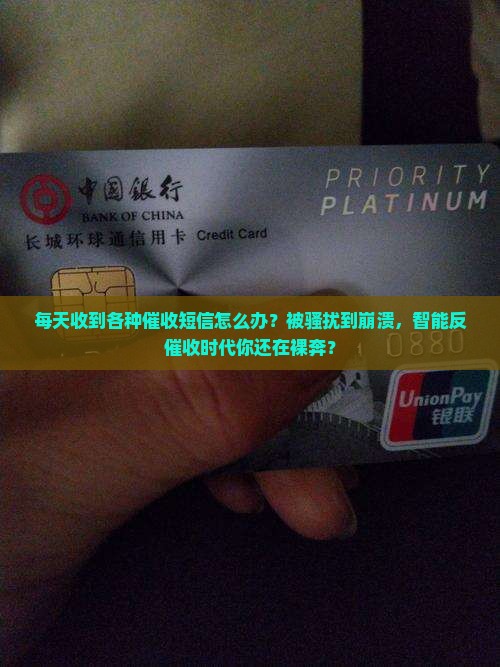 中國銀行
BANK OF CHINA
PRIORITY
PLATINUM
长城环球通信用卡 Credit Card
每天收到各种催收短信怎么办？被骚扰到崩溃，智能反
催收时代你还在裸奔？
0880
UnionPay
银联